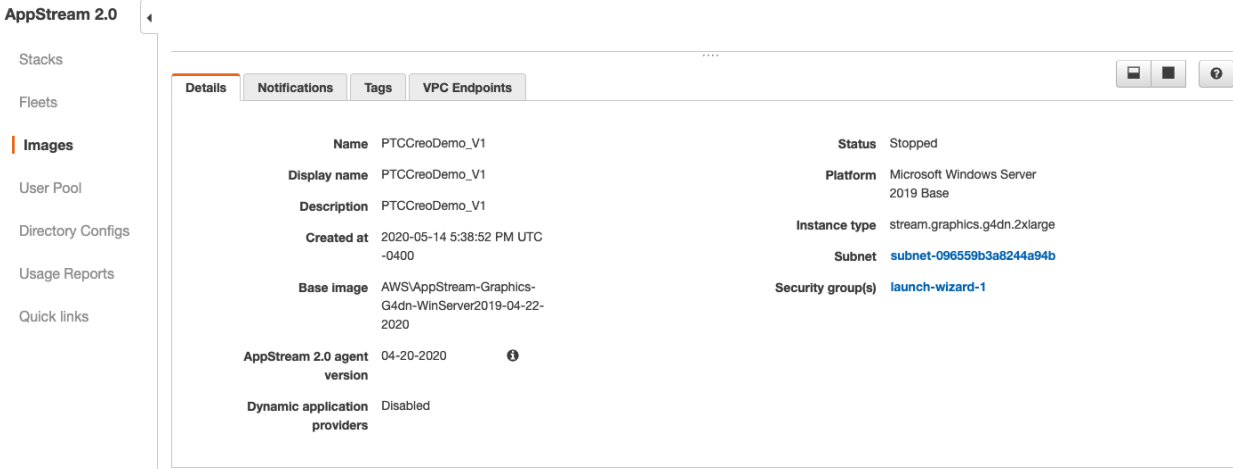 AppStream 2.0
Stacks
Fleets
Images
User Pool
Directory Configs
Usage Reports
Quick links
Details Notifications Tags VPC Endpoints
Name PTCCreoDemo_V1
Display name PTCCreoDemo_V1
Description PTCCreoDemo_V1
Created at 2020-05-14 5:38:52 PM UTC
-0400
Base image AWS\AppStream-Graphics-
G4dn-WinServer2019-04-22-
2020
AppStream 2.0 agent 04-20-2020
version
Dynamic application Disabled
providers
Status Stopped
Platform Microsoft Windows Server
2019 Base
Instance type stream.graphics.g4dn.2xlarge
Subnet subnet-096559b3a8244a94b
Security group(s) launch-wizard-1